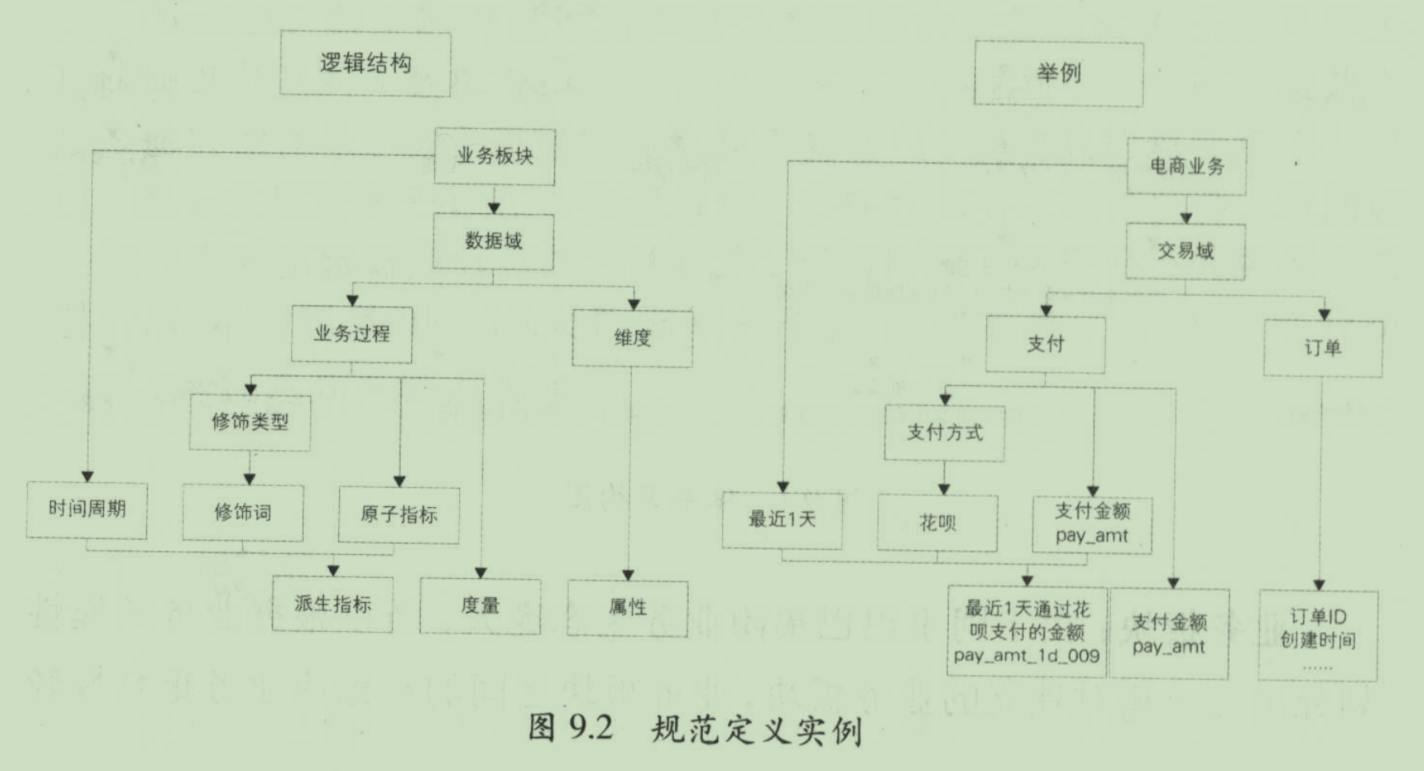 逻辑结构
业务板块
数据域
业务过程
维度
修饰类型
时间周期
修饰词
原子指标
派生指标
度量
属性
举例
电商业务
交易域
支付
订单
支付方式
最近1天
花呗
支付金额
pay_amt
最近1天通过花
呗支付的金额
pay_amt_1d_009
支付金额
pay_amt
订单ID
创建时间
......
图 9.2 规范定义实例